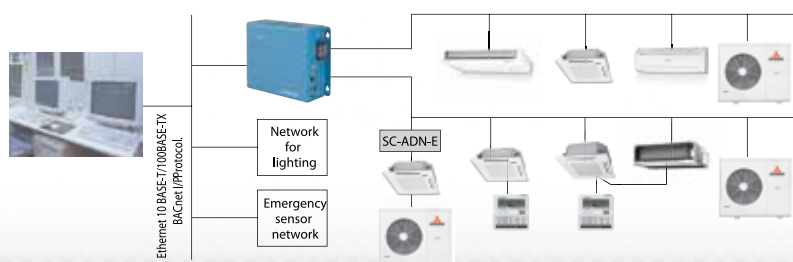 Ethernet 10 BASE-T/100BASE-TX
BACnet I/PProtocol.
Network
for
lighting
Emergency
sensor
network
SC-ADN-E